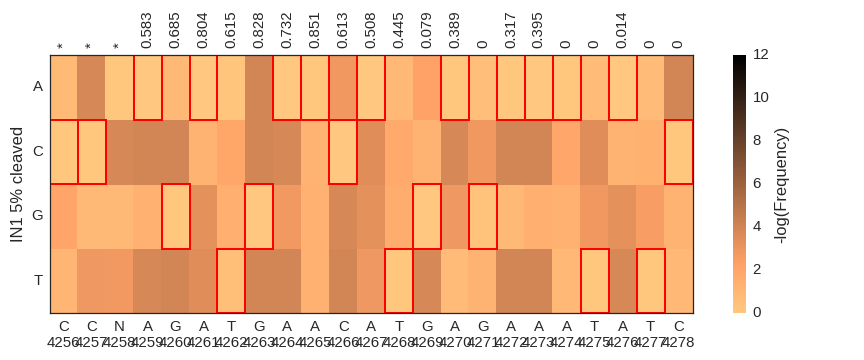 * * * 0.583 0.685 0.804 0.615 0.828 0.732 0.851 0.613 0.508 0.445 0.079 0.389 0 0.317 0.395 0 0 0.014 0 0
A
C
G
T
IN1 5% cleaved
C C N A G A T G A A C A T G A G A A A T A T C
4256 4257 4258 4259 4260 4261 4262 4263 4264 4265 4266 4267 4268 4269 4270 4271 4272 4273 4274 4275 4276 4277 4278
12
10
8
6
4
2
0
-log(Frequency)